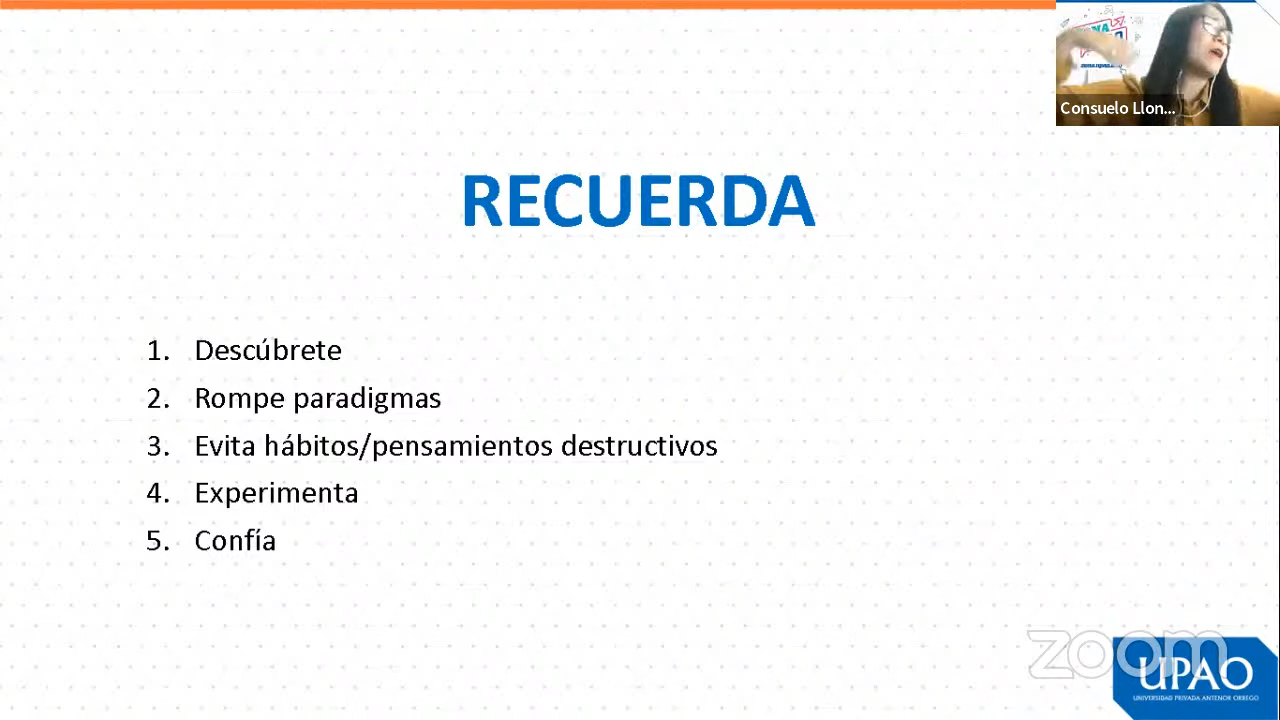 Consuelo Llon...
RECUERDA
1. Descúbrete
2. Rompe paradigmas
3. Evita hábitos/pensamientos destructivos
4. Experimenta
5. Confía
zoom
UPAO
UNIVERSIDAD PRIVADA ANTENOR ORREGO